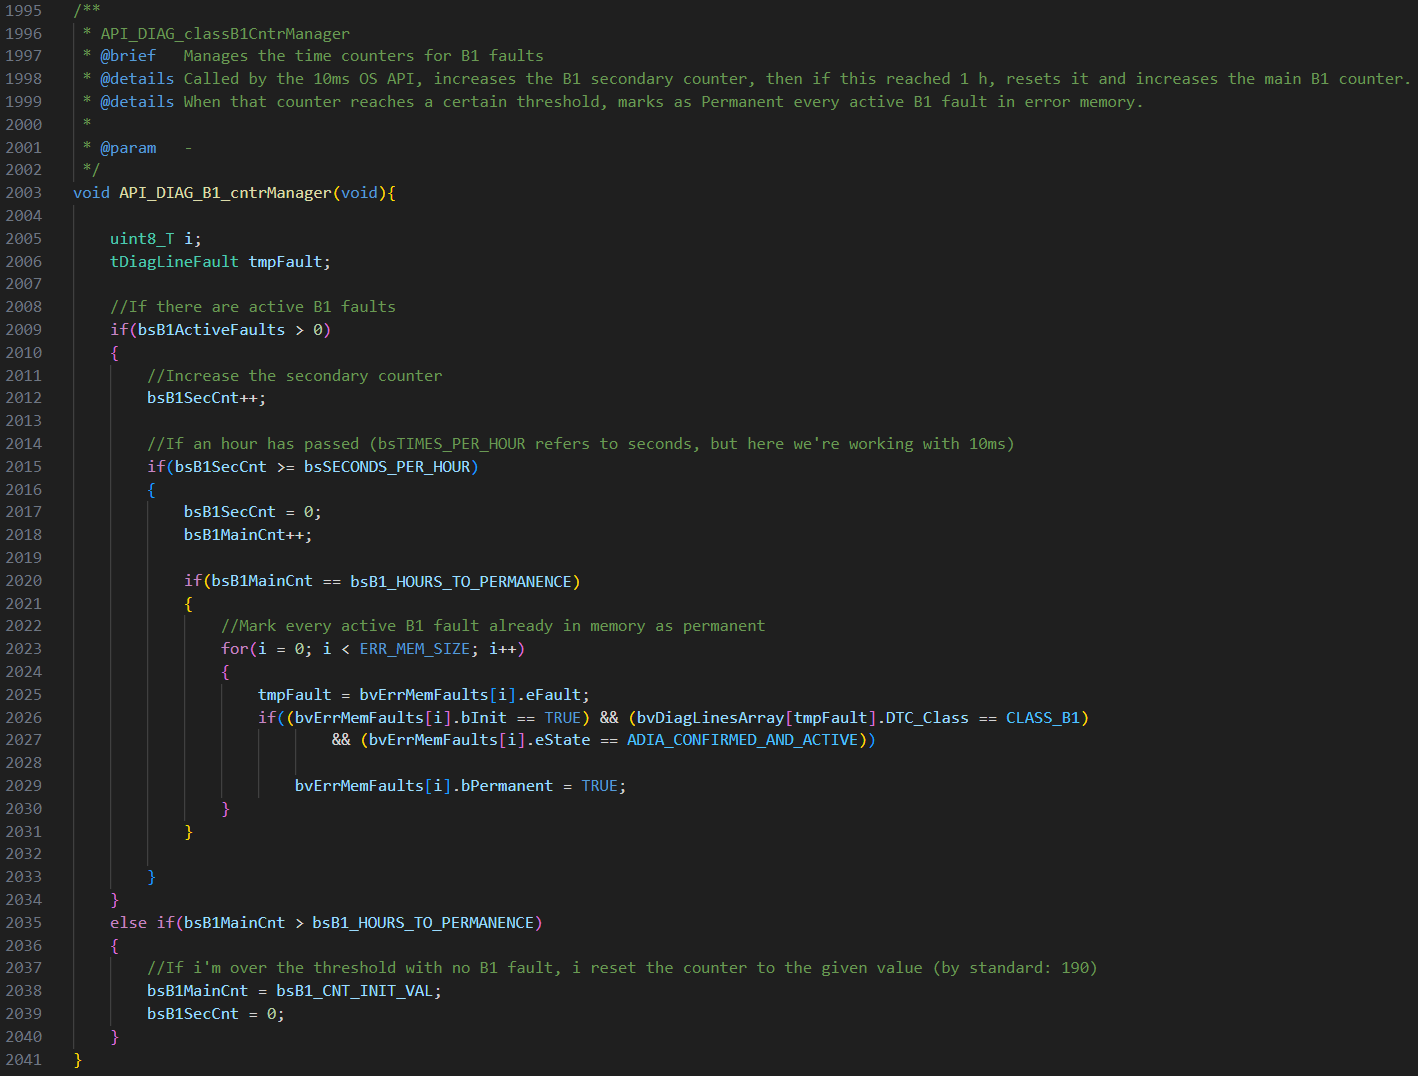 1995 /**
1996  * API_DIAG_classB1CntrManager
1997  * @brief   Manages the time counters for B1 faults
1998  * @details Called by the 10ms OS API, increases the B1 secondary counter, then if this reached 1 h, resets it and increases the main B1 counter.
1999  * @details When that counter reaches a certain threshold, marks as Permanent every active B1 fault in error memory.
2000  *
2001  * @param   -
2002  */
2003 void API_DIAG_B1_cntrManager(void){
2004
2005     uint8_T i;
2006     tDiagLineFault tmpFault;
2007
2008     //If there are active B1 faults
2009     if(bsB1ActiveFaults > 0)
2010     {
2011         //Increase the secondary counter
2012         bsB1SecCnt++;
2013
2014         //If an hour has passed (bsTIMES_PER_HOUR refers to seconds, but here we're working with 10ms)
2015         if(bsB1SecCnt >= bsSECONDS_PER_HOUR)
2016         {
2017             bsB1SecCnt = 0;
2018             bsB1MainCnt++;
2019
2020             if(bsB1MainCnt == bsB1_HOURS_TO_PERMANENCE)
2021             {
2022                 //Mark every active B1 fault already in memory as permanent
2023                 for(i = 0; i < ERR_MEM_SIZE; i++)
2024                 {
2025                     tmpFault = bvErrMemFaults[i].eFault;
2026                     if((bvErrMemFaults[i].bInit == TRUE) && (bvDiagLinesArray[tmpFault].DTC_Class == CLASS_B1)
2027                             && (bvErrMemFaults[i].eState == ADIA_CONFIRMED_AND_ACTIVE))
2028
2029                         bvErrMemFaults[i].bPermanent = TRUE;
2030                 }
2031             }
2032
2033         }
2034     }
2035     else if(bsB1MainCnt > bsB1_HOURS_TO_PERMANENCE)
2036     {
2037         //If i'm over the threshold with no B1 fault, i reset the counter to the given value (by standard: 190)
2038         bsB1MainCnt = bsB1_CNT_INIT_VAL;
2039         bsB1SecCnt = 0;
2040     }
2041 }